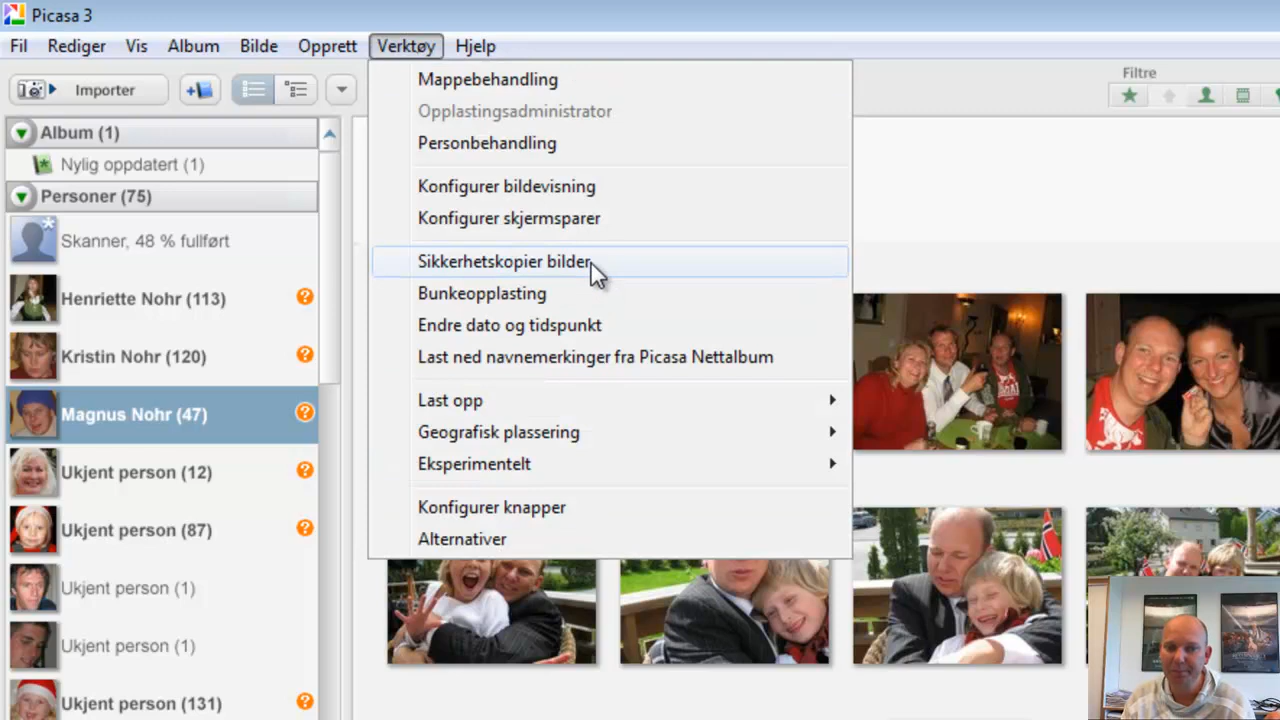 Picasa 3
Fil Rediger Vis Album Bilde Opprett Verktøy Hjelp
Importer
Filtre
Album (1)
Nylig oppdatert (1)
Personer (75)
Skanner, 48 % fullført
Henriette Nohr (113)
Kristin Nohr (120)
Magnus Nohr (47)
Ukjent person (12)
Ukjent person (87)
Ukjent person (1)
Ukjent person (1)
Ukjent person (131)
Mappebehandling
Opplastingsadministrator
Personbehandling
Konfigurer bildevisning
Konfigurer skjermsparer
Sikkerhetskopier bilder
Bunkeopplasting
Endre dato og tidspunkt
Last ned navnemerkinger fra Picasa Nettalbum
Last opp
Geografisk plassering
Eksperimentelt
Konfigurer knapper
Alternativer